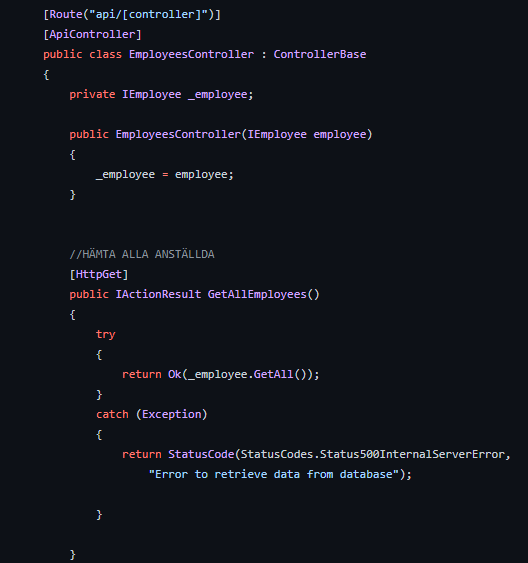 [Route("api/[controller]")]
[ApiController]
public class EmployeesController : ControllerBase
{
    private IEmployee _employee;

    public EmployeesController(IEmployee employee)
    {
        _employee = employee;
    }


    //HÄMTA ALLA ANSTÄLLDA
    [HttpGet]
    public IActionResult GetAllEmployees()
    {
        try
        {
            return Ok(_employee.GetAll());
        }
        catch (Exception)
        {
            return StatusCode(StatusCodes.Status500InternalServerError,
                "Error to retrieve data from database");

        }

    }